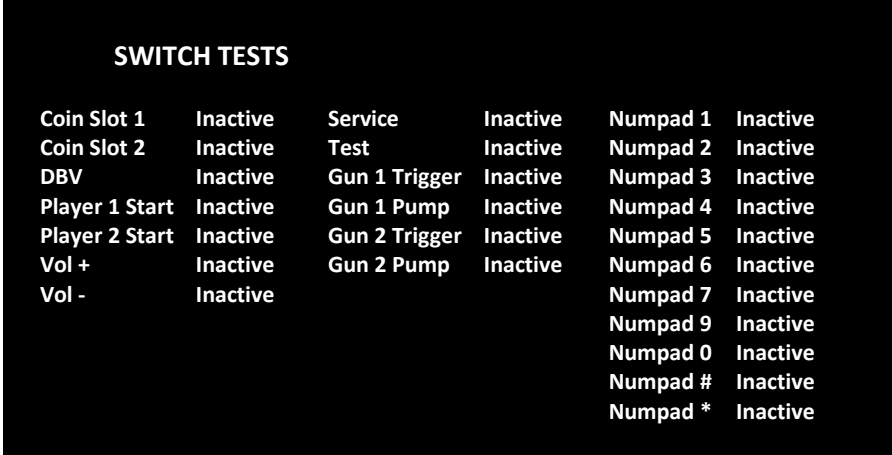 SWITCH TESTS
Coin Slot 1 Inactive Service Inactive Numpad 1 Inactive
Coin Slot 2 Inactive Test Inactive Numpad 2 Inactive
DBV Inactive Gun 1 Trigger Inactive Numpad 3 Inactive
Player 1 Start Inactive Gun 1 Pump Inactive Numpad 4 Inactive
Player 2 Start Inactive Gun 2 Trigger Inactive Numpad 5 Inactive
Vol + Inactive Gun 2 Pump Inactive Numpad 6 Inactive
Vol - Inactive Numpad 7 Inactive
Numpad 9 Inactive
Numpad 0 Inactive
Numpad # Inactive
Numpad * Inactive